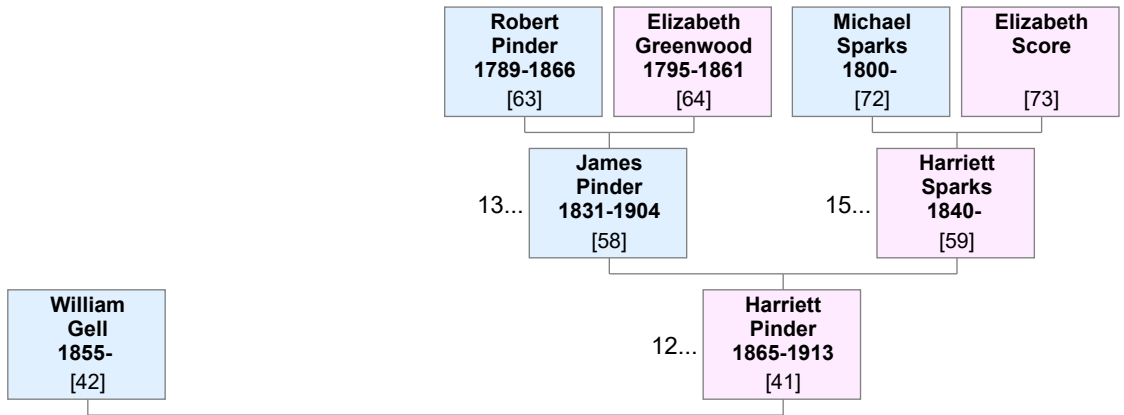 Robert
Pinder
1789-1866
[63]
Elizabeth
Greenwood
1795-1861
[64]
Michael
Sparks
1800-
[72]
Elizabeth
Score
[73]
13...
James
Pinder
1831-1904
[58]
15...
Harriett
Sparks
1840-
[59]
William
Gell
1855-
[42]
12...
Harriett
Pinder
1865-1913
[41]